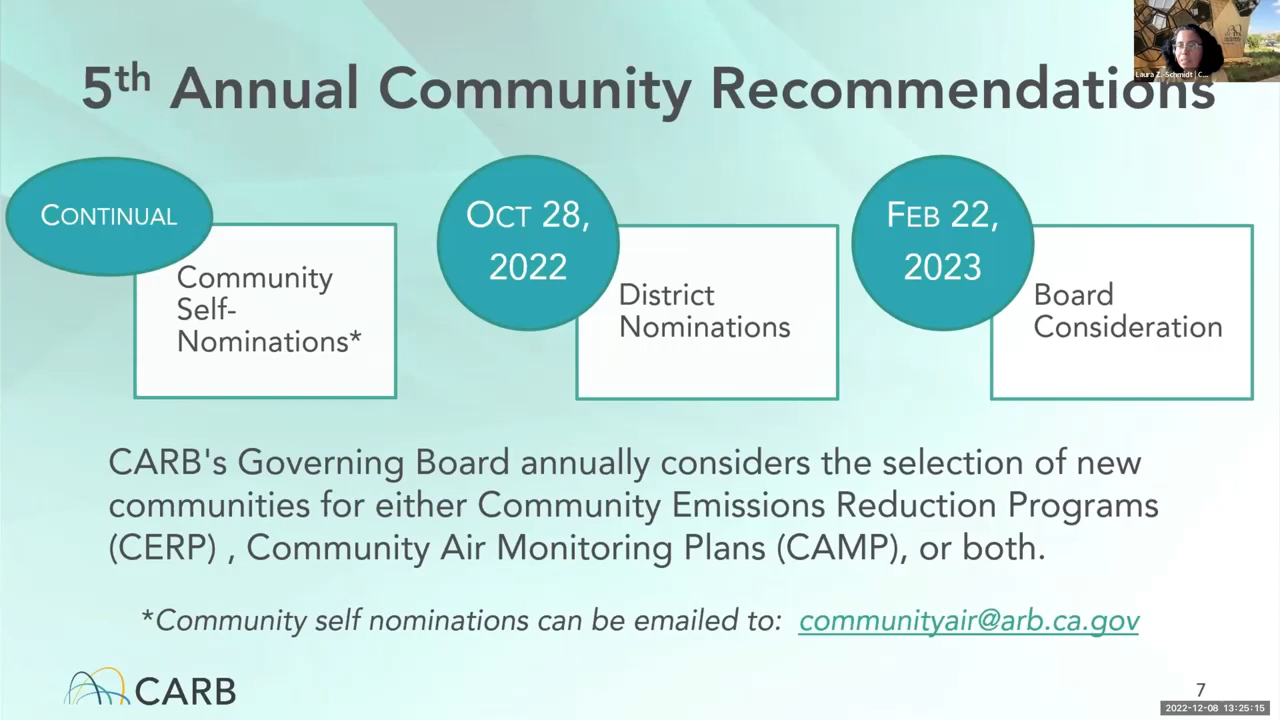 5th Annual Community Recommendations
Laura Z. Schmidt | C...
CONTINUAL
Community
Self-
Nominations*
OCT 28,
2022
District
Nominations
FEB 22,
2023
Board
Consideration
CARB's Governing Board annually considers the selection of new
communities for either Community Emissions Reduction Programs
(CERP) , Community Air Monitoring Plans (CAMP), or both.
*Community self nominations can be emailed to: communityair@arb.ca.gov
CARB
7
2022-12-08 13:25:15